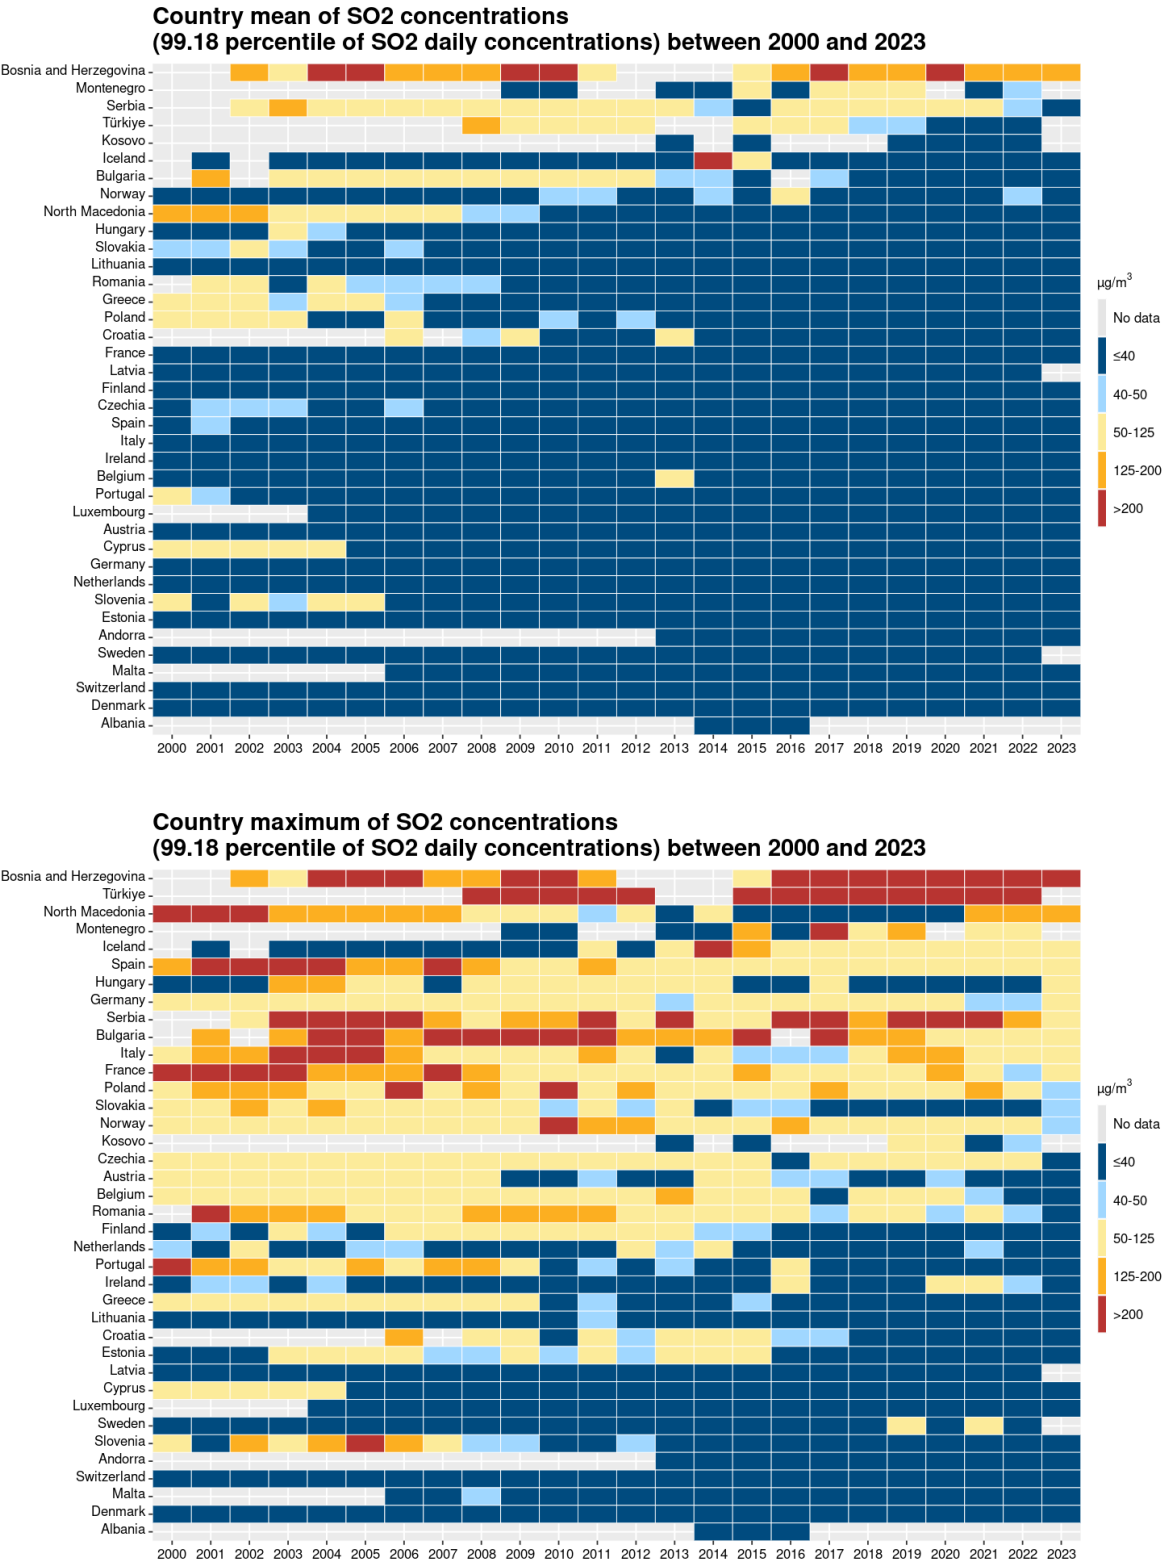 Country mean of SO2 concentrations
(99.18 percentile of SO2 daily concentrations) between 2000 and 2023
Bosnia and Herzegovina
Montenegro
Serbia
Türkiye
Kosovo
Iceland
Bulgaria
Norway
North Macedonia
Hungary
Slovakia
Lithuania
Romania
Greece
Poland
Croatia
France
Latvia
Finland
Czechia
Spain
Italy
Ireland
Belgium
Portugal
Luxembourg
Austria
Cyprus
Germany
Netherlands
Slovenia
Estonia
Andorra
Sweden
Malta
Switzerland
Denmark
Albania
2000 2001 2002 2003 2004 2005 2006 2007 2008 2009 2010 2011 2012 2013 2014 2015 2016 2017 2018 2019 2020 2021 2022 2023
µg/m³
No data
≤40
40-50
50-125
125-200
>200
Country maximum of SO2 concentrations
(99.18 percentile of SO2 daily concentrations) between 2000 and 2023
Bosnia and Herzegovina
Türkiye
North Macedonia
Montenegro
Iceland
Spain
Hungary
Germany
Serbia
Bulgaria
Italy
France
Poland
Slovakia
Norway
Kosovo
Czechia
Austria
Belgium
Romania
Finland
Netherlands
Portugal
Ireland
Greece
Lithuania
Croatia
Estonia
Latvia
Cyprus
Luxembourg
Sweden
Slovenia
Andorra
Switzerland
Malta
Denmark
Albania
2000 2001 2002 2003 2004 2005 2006 2007 2008 2009 2010 2011 2012 2013 2014 2015 2016 2017 2018 2019 2020 2021 2022 2023
µg/m³
No data
≤40
40-50
50-125
125-200
>200